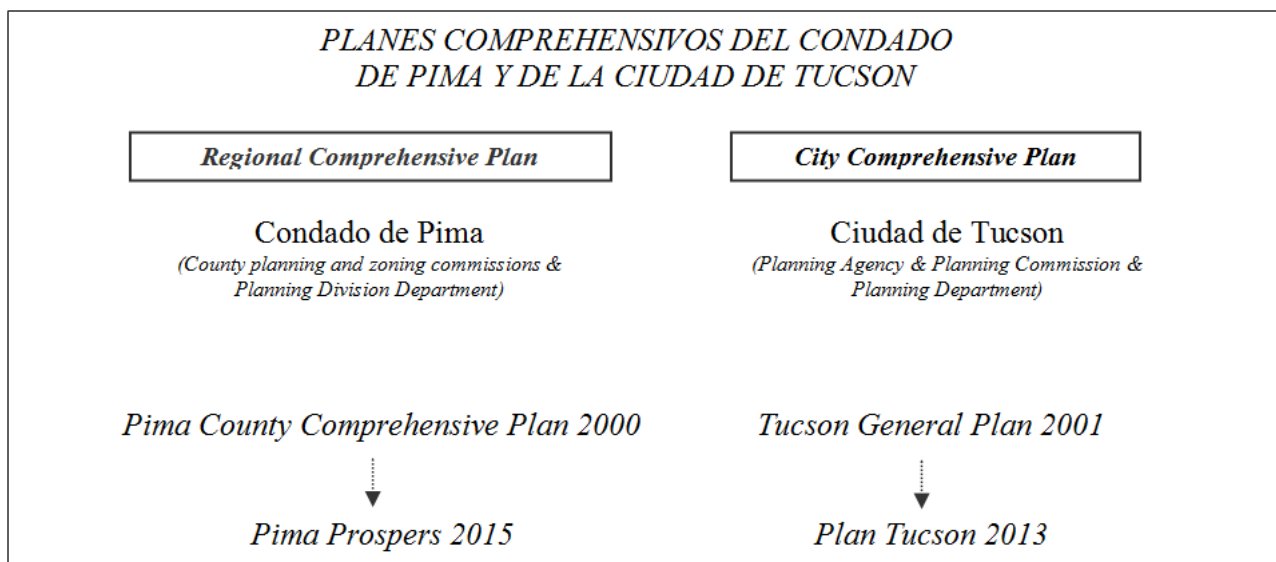 PLANES COMPREHENSIVOS DEL CONDADO
DE PIMA Y DE LA CIUDAD DE TUCSON
Regional Comprehensive Plan
Condado de Pima
(County planning and zoning commissions &
Planning Division Department)
Pima County Comprehensive Plan 2000
Pima Prospers 2015
City Comprehensive Plan
Ciudad de Tucson
(Planning Agency & Planning Commission &
Planning Department)
Tucson General Plan 2001
Plan Tucson 2013